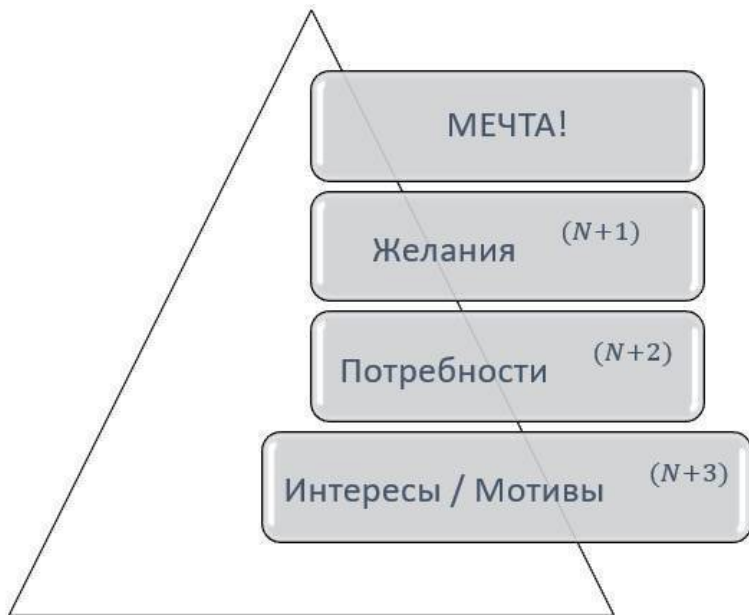 МЕЧТА!
Желания (N+1)
Потребности (N+2)
Интересы / Мотивы (N+3)